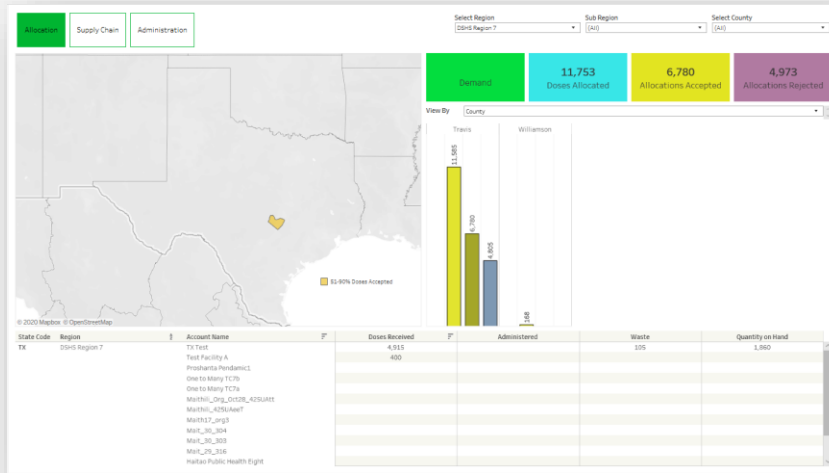 Allocation
Supply Chain
Administration
Select Region
Sub Region
Select County
DSHS Region 7
(All)
(All)
Demand
11,753
Doses Allocated
6,780
Allocations Accepted
4,973
Allocations Rejected
View By
County
Travis
Williamson
11,585
6,780
4,805
168
61-90% Doses Accepted
© 2020 Mapbox © OpenStreetMap
State Code Region Account Name Doses Received Administered Waste Quantity on Hand
TX DSHS Region 7 TX Test 4,915 105 1,860
Test Facility A 400
Proshanta Pendamic1
One to Many TC7b
One to Many TC7a
Maithili_Org_Oct28_425UAtt
Maithili_425UAeeT
Maith17_org3
Mait_30_304
Mait_30_303
Mait_29_316
Haitao Public Health Eight